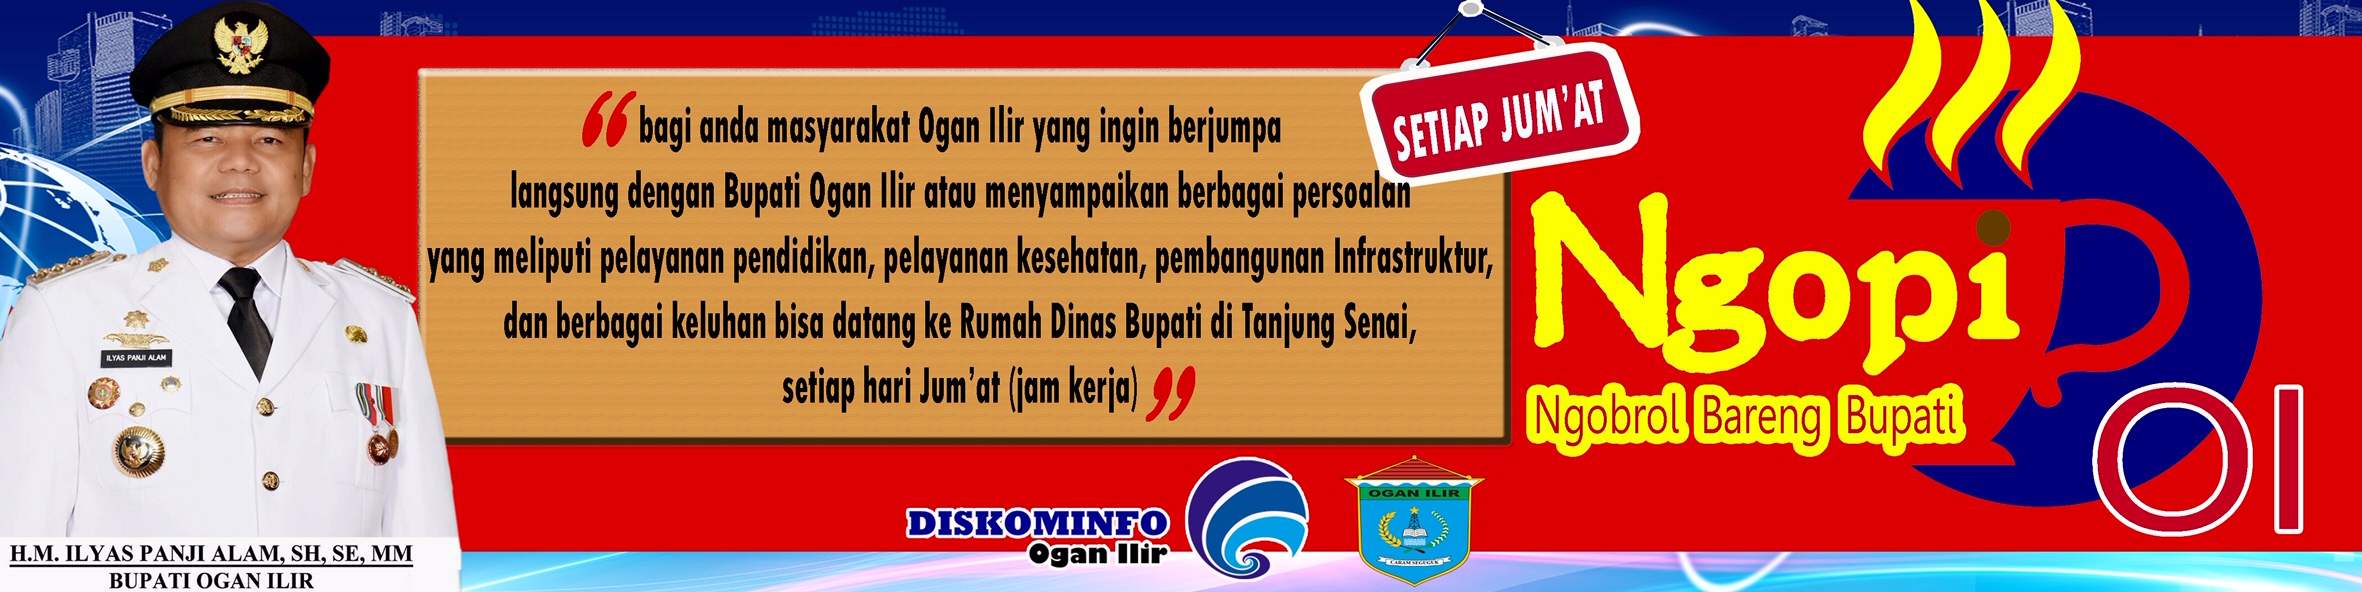 SETIAP JUM'AT
“ bagi anda masyarakat Ogan Ilir yang ingin berjumpa
langsung dengan Bupati Ogan Ilir atau menyampaikan berbagai persoalan
yang meliputi pelayanan pendidikan, pelayanan kesehatan, pembangunan Infrastruktur,
dan berbagai keluhan bisa datang ke Rumah Dinas Bupati di Tanjung Senai,
setiap hari Jum'at (jam kerja) ”
Ngopi
Ngobrol Bareng Bupati
OI
ILYAS PANJI ALAM
DISKOMINFO
Ogan Ilir
OGAN ILIR
CARAM SEGUGUK
H.M. ILYAS PANJI ALAM, SH, SE, MM
BUPATI OGAN ILIR